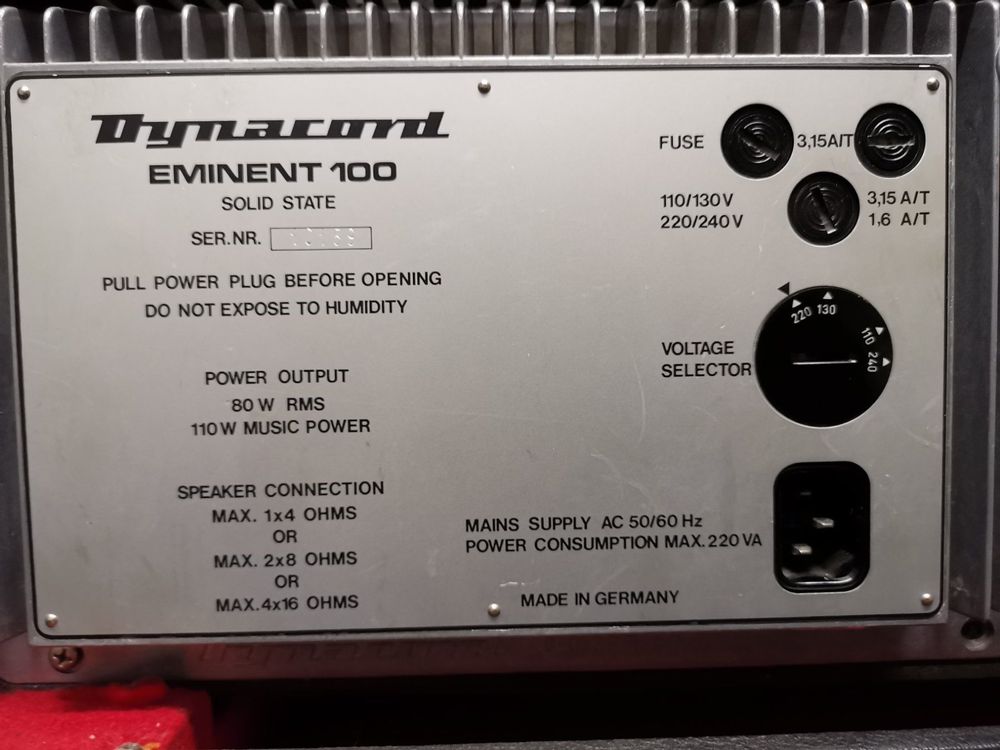 Dynacord
EMINENT 100
SOLID STATE
SER.NR.
PULL POWER PLUG BEFORE OPENING
DO NOT EXPOSE TO HUMIDITY
POWER OUTPUT
80 W RMS
110 W MUSIC POWER
SPEAKER CONNECTION
MAX. 1x4 OHMS
OR
MAX. 2x8 OHMS
OR
MAX. 4x16 OHMS
FUSE 3,15A/T
110/130 V 3,15 A/T
220/240 V 1,6 A/T
220 130 110 240
VOLTAGE
SELECTOR
MAINS SUPPLY AC 50/60 Hz
POWER CONSUMPTION MAX. 220 VA
MADE IN GERMANY